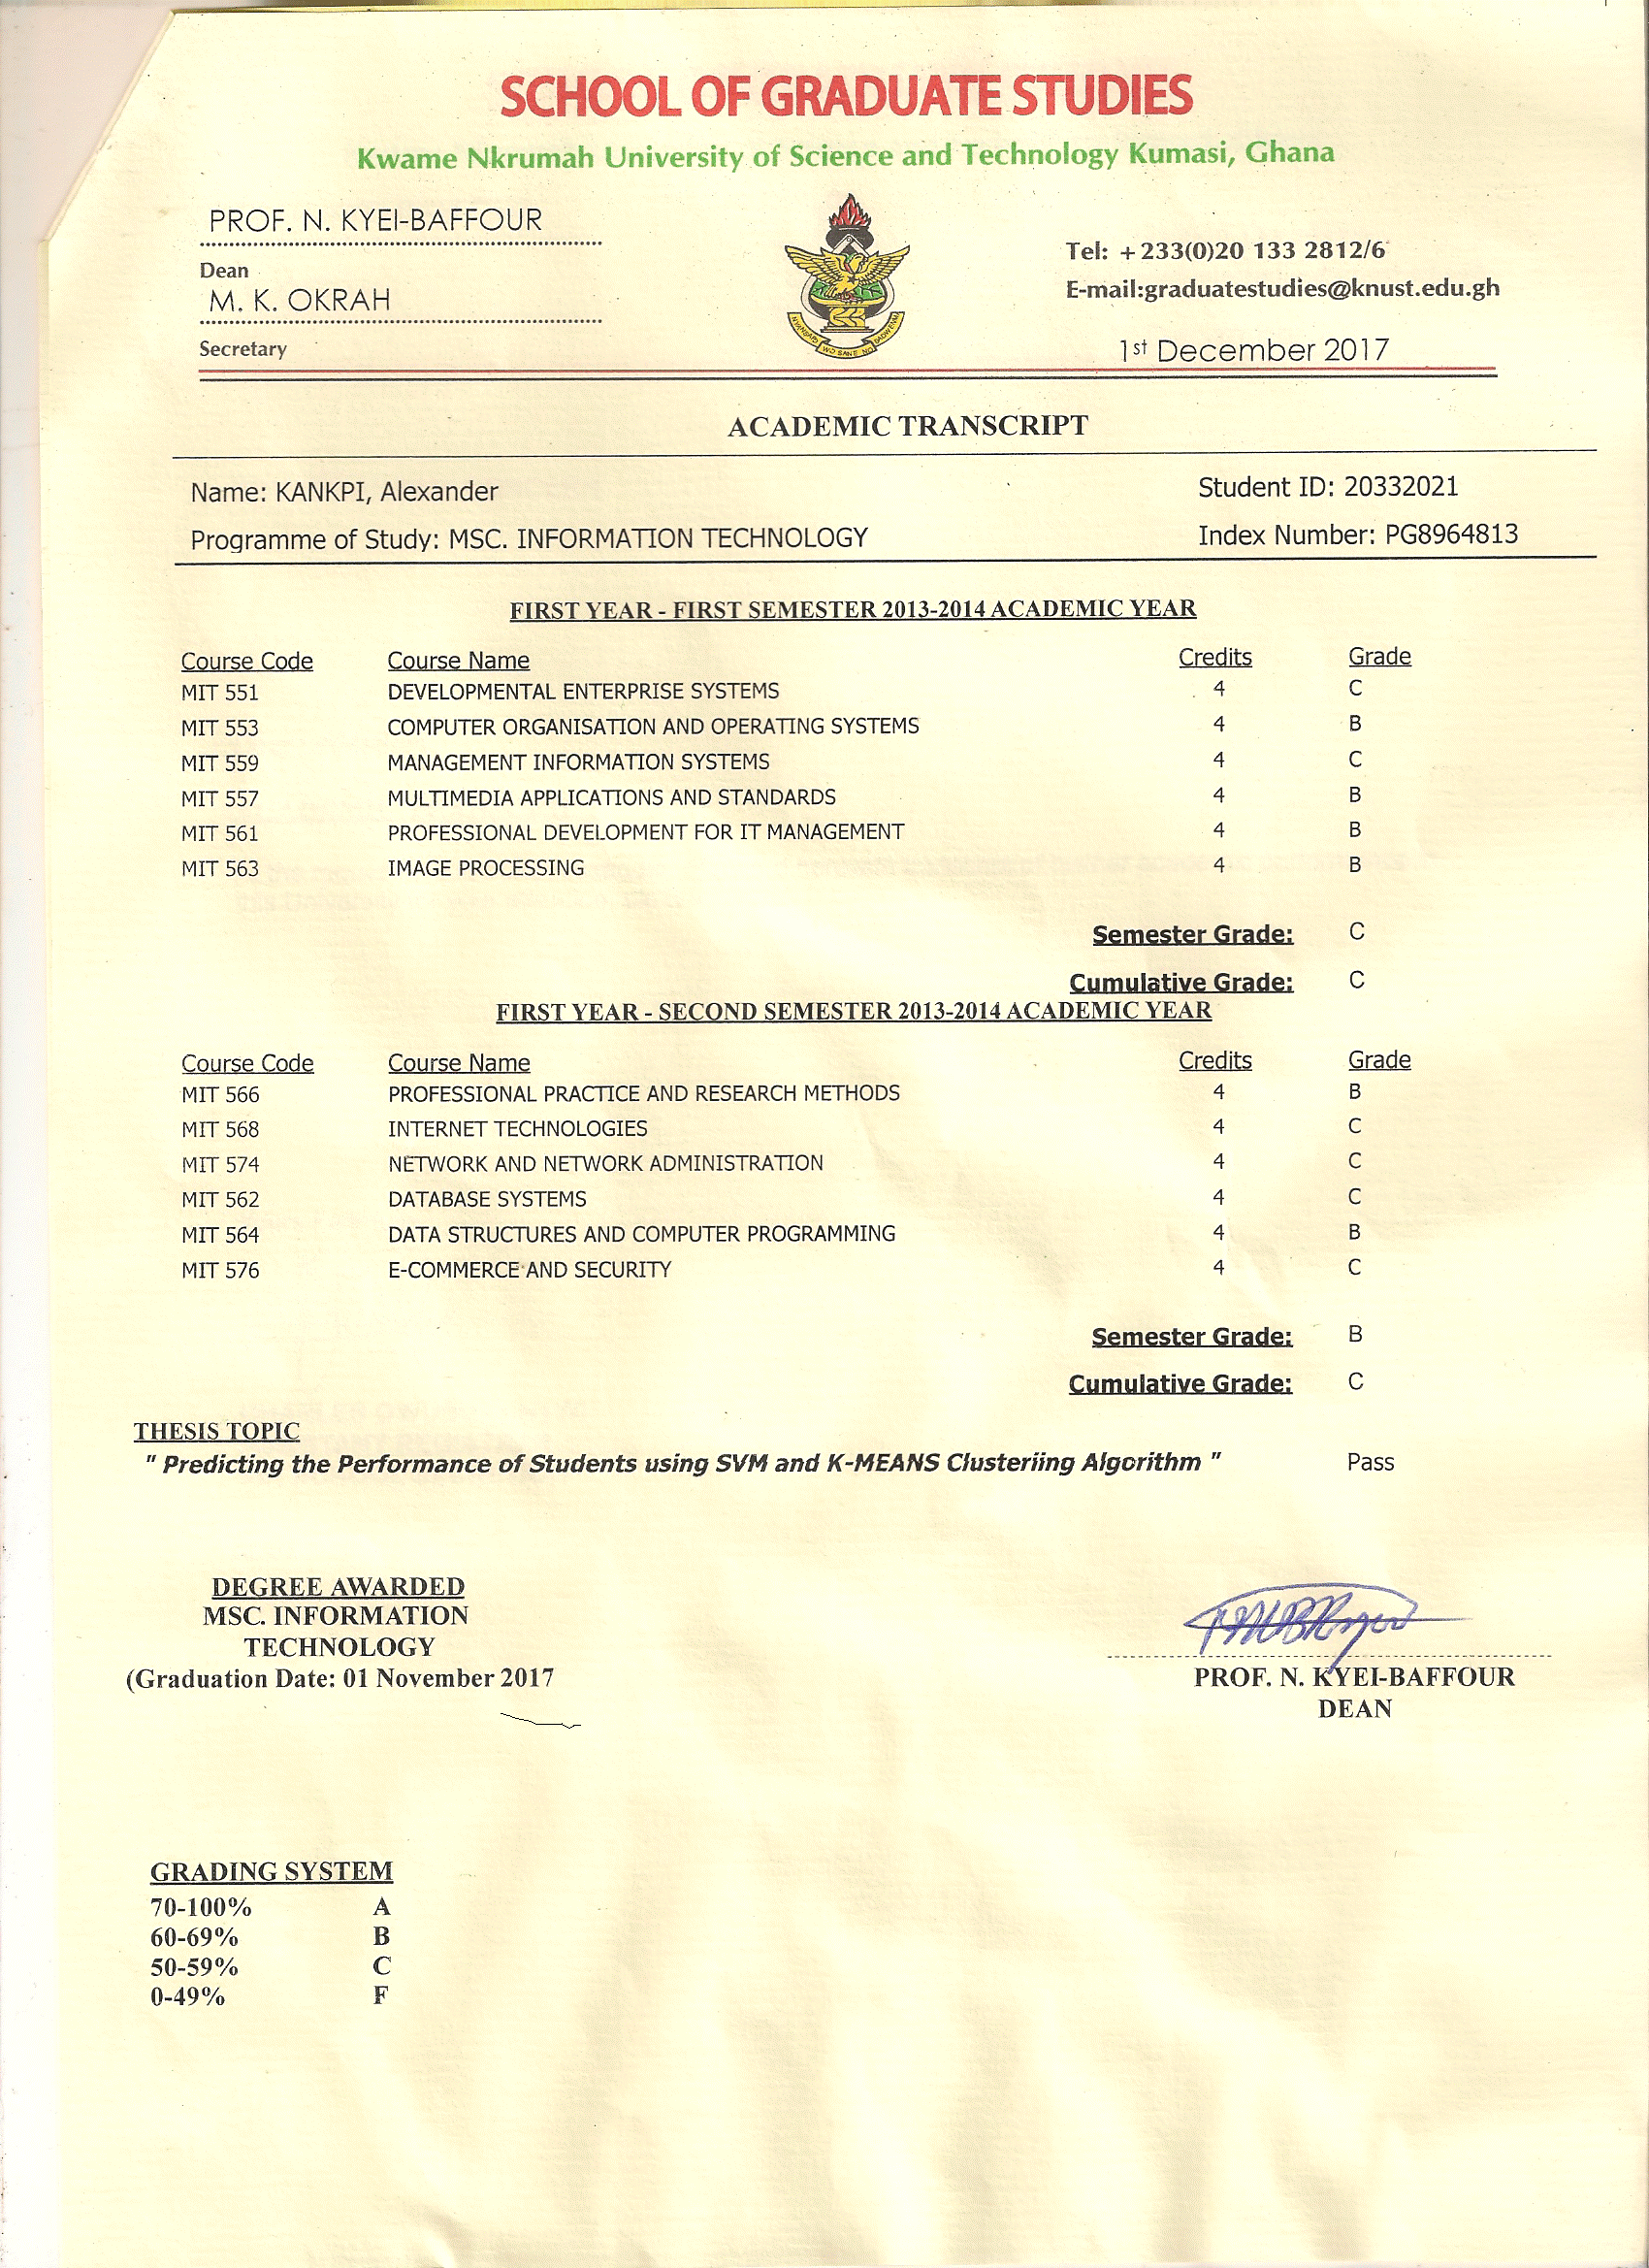 SCHOOL OF GRADUATE STUDIES
Kwame Nkrumah University of Science and Technology Kumasi, Ghana
PROF. N. KYEI-BAFFOUR
Dean
M. K. OKRAH
Secretary
Tel: +233(0)20 133 2812/6
E-mail:graduatestudies@knust.edu.gh
1st December 2017
ACADEMIC TRANSCRIPT
Name: KANKPI, Alexander Student ID: 20332021
Programme of Study: MSC. INFORMATION TECHNOLOGY Index Number: PG8964813
FIRST YEAR - FIRST SEMESTER 2013-2014 ACADEMIC YEAR
Course Code Course Name Credits Grade
MIT 551 DEVELOPMENTAL ENTERPRISE SYSTEMS 4 C
MIT 553 COMPUTER ORGANISATION AND OPERATING SYSTEMS 4 B
MIT 559 MANAGEMENT INFORMATION SYSTEMS 4 C
MIT 557 MULTIMEDIA APPLICATIONS AND STANDARDS 4 B
MIT 561 PROFESSIONAL DEVELOPMENT FOR IT MANAGEMENT 4 B
MIT 563 IMAGE PROCESSING 4 B
Semester Grade: C
Cumulative Grade: C
FIRST YEAR - SECOND SEMESTER 2013-2014 ACADEMIC YEAR
Course Code Course Name Credits Grade
MIT 566 PROFESSIONAL PRACTICE AND RESEARCH METHODS 4 B
MIT 568 INTERNET TECHNOLOGIES 4 C
MIT 574 NETWORK AND NETWORK ADMINISTRATION 4 C
MIT 562 DATABASE SYSTEMS 4 C
MIT 564 DATA STRUCTURES AND COMPUTER PROGRAMMING 4 B
MIT 576 E-COMMERCE AND SECURITY 4 C
Semester Grade: B
Cumulative Grade: C
THESIS TOPIC
" Predicting the Performance of Students using SVM and K-MEANS Clusteriing Algorithm " Pass
DEGREE AWARDED
MSC. INFORMATION
TECHNOLOGY
(Graduation Date: 01 November 2017
PROF. N. KYEI-BAFFOUR
DEAN
GRADING SYSTEM
70-100% A
60-69% B
50-59% C
0-49% F